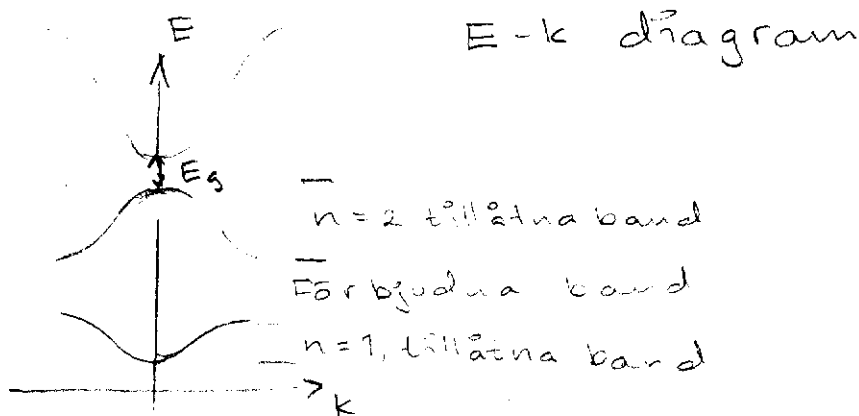 E
E-k diagram
Eg
n=2 tillåtna band
Förbjudna band
n=1, tillåtna band
k